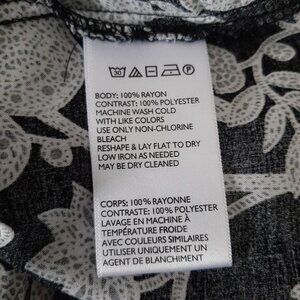 30
BODY: 100% RAYON
CONTRAST: 100% POLYESTER
MACHINE WASH COLD
WITH LIKE COLORS
USE ONLY NON-CHLORINE
BLEACH
RESHAPE & LAY FLAT TO DRY
LOW IRON AS NEEDED
MAY BE DRY CLEANED
CORPS: 100% RAYONNE
CONTRASTE: 100% POLYESTER
LAVAGE EN MACHINE À
TEMPÉRATURE FROIDE
AVEC COULEURS SIMILAIRES
UTILISER UNIQUEMENT UN
AGENT DE BLANCHIMENT